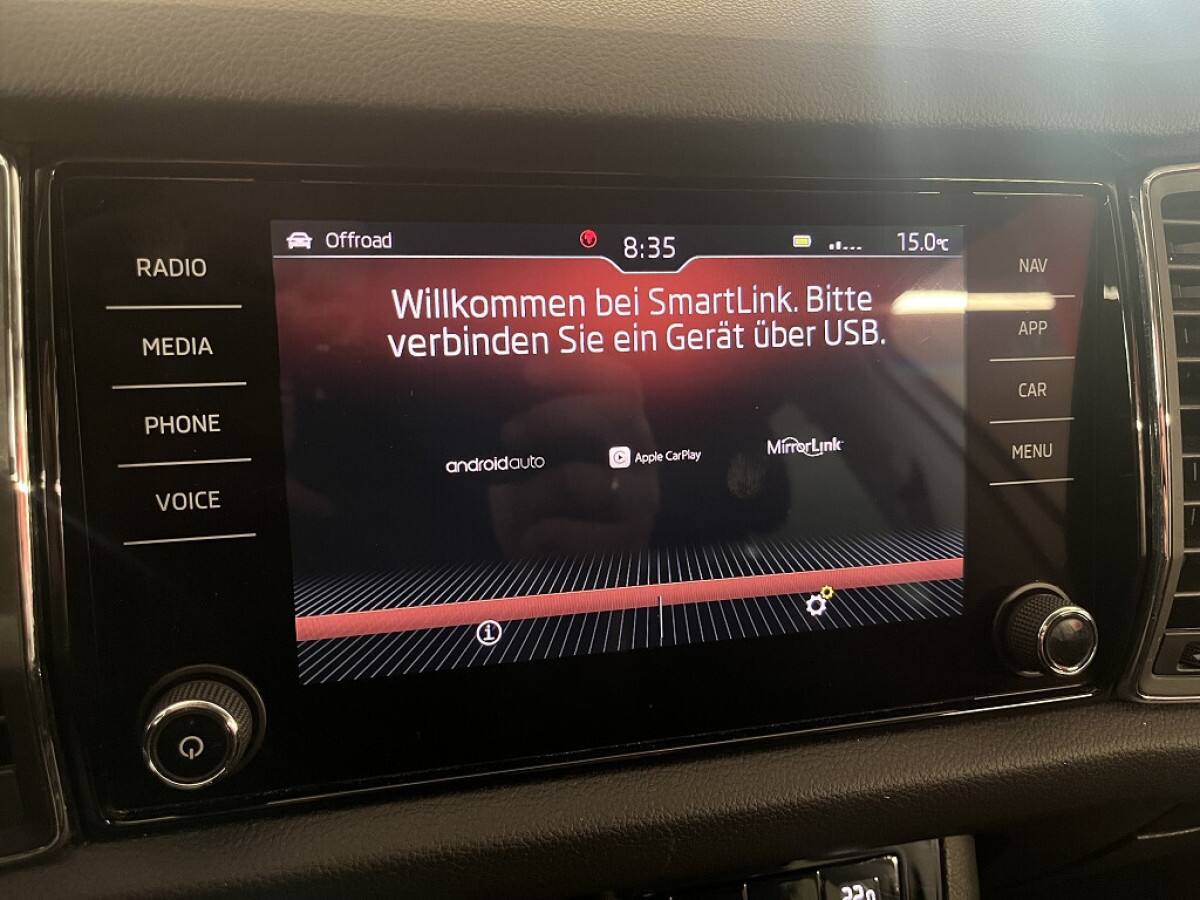 RADIO
MEDIA
PHONE
VOICE
Offroad
8:35
15.0°C
Willkommen bei SmartLink. Bitte
verbinden Sie ein Gerät über USB.
androidauto
Apple CarPlay
MirrorLink
NAV
APP
CAR
MENU